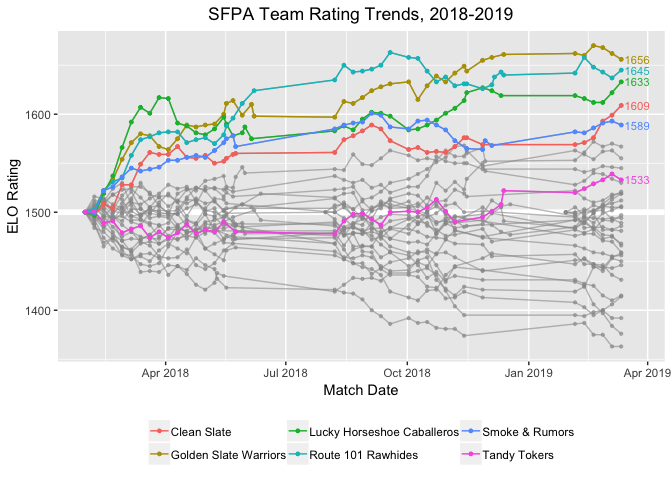 SFPA Team Rating Trends, 2018-2019
ELO Rating
1600
1500
1400
1656
1645
1633
1609
1589
1533
Apr 2018
Jul 2018
Oct 2018
Jan 2019
Apr 2019
Match Date
Clean Slate
Lucky Horseshoe Caballeros
Smoke & Rumors
Golden Slate Warriors
Route 101 Rawhides
Tandy Tokers